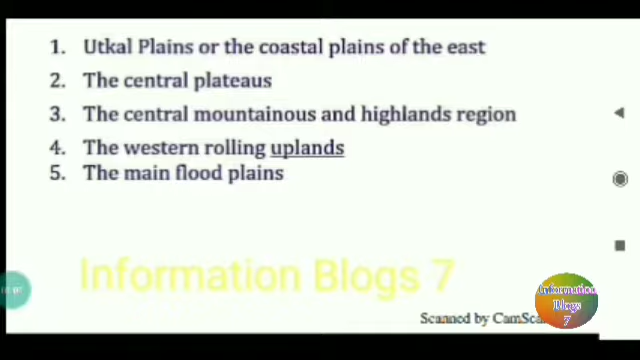 1. Utkal Plains or the coastal plains of the east
2. The central plateaus
3. The central mountainous and highlands region
4. The western rolling uplands
5. The main flood plains
Information Blogs 7
Information
Blogs
7
Scanned by